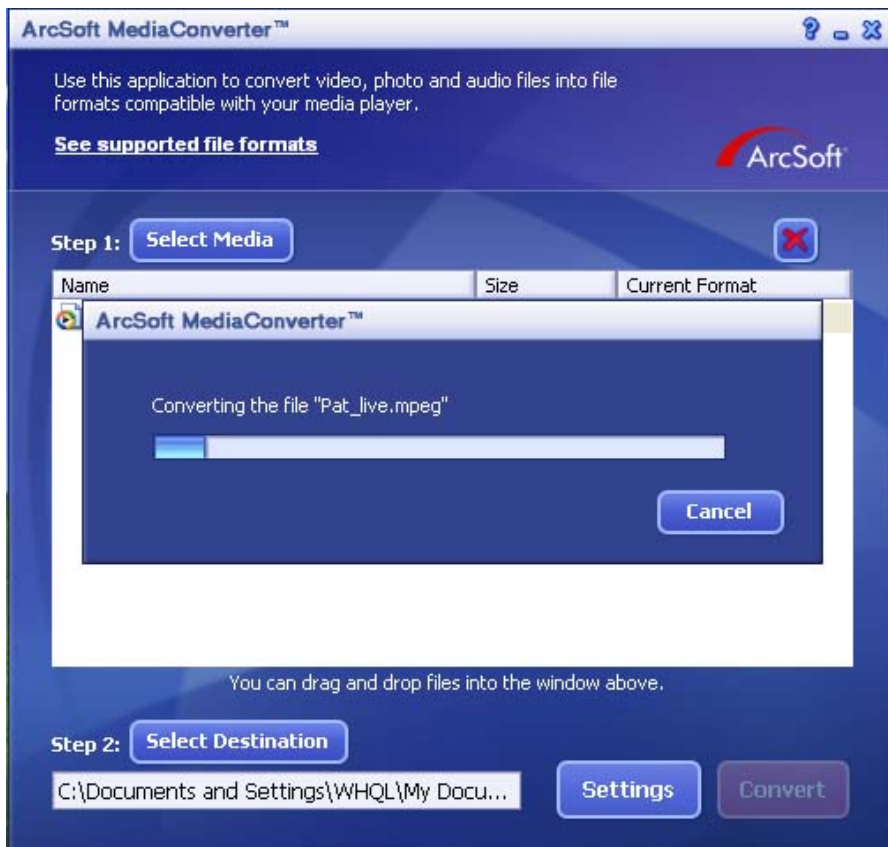 ArcSoft MediaConverter™
Use this application to convert video, photo and audio files into file
formats compatible with your media player.
See supported file formats
ArcSoft
Step 1: Select Media
Name Size Current Format
ArcSoft MediaConverter™
Converting the file "Pat_live.mpeg"
Cancel
You can drag and drop files into the window above.
Step 2: Select Destination
C:\Documents and Settings\WHQL\My Docu... Settings Convert